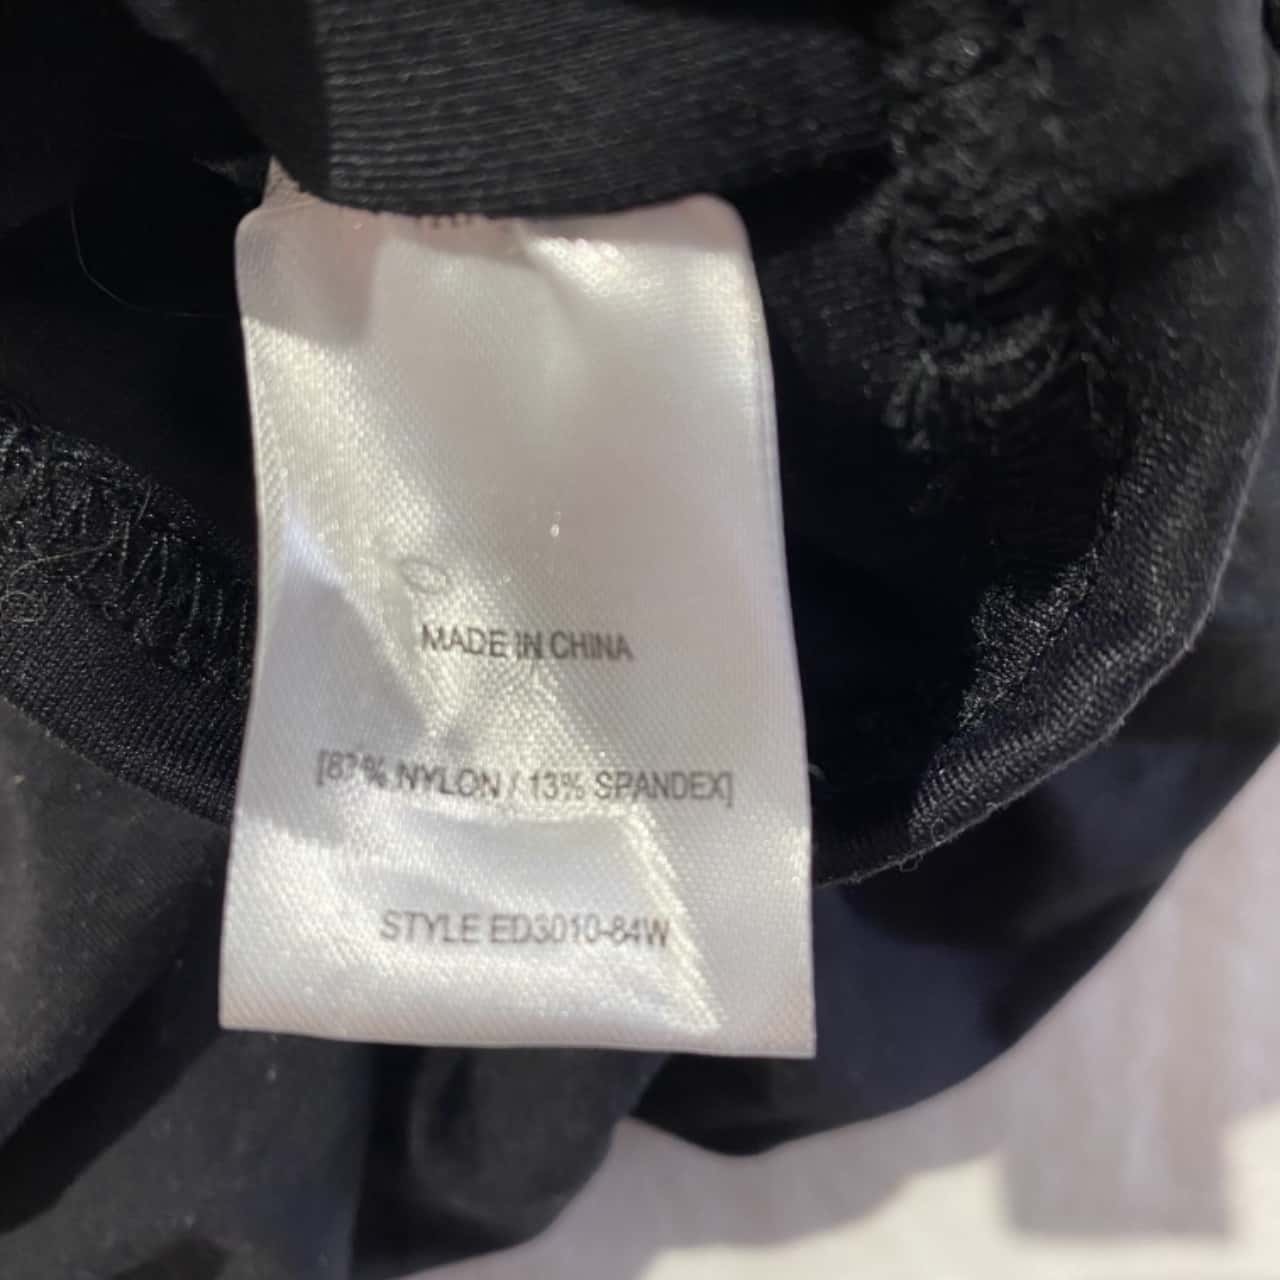 MADE IN CHINA
[87% NYLON / 13% SPANDEX]
STYLE ED3010-84W